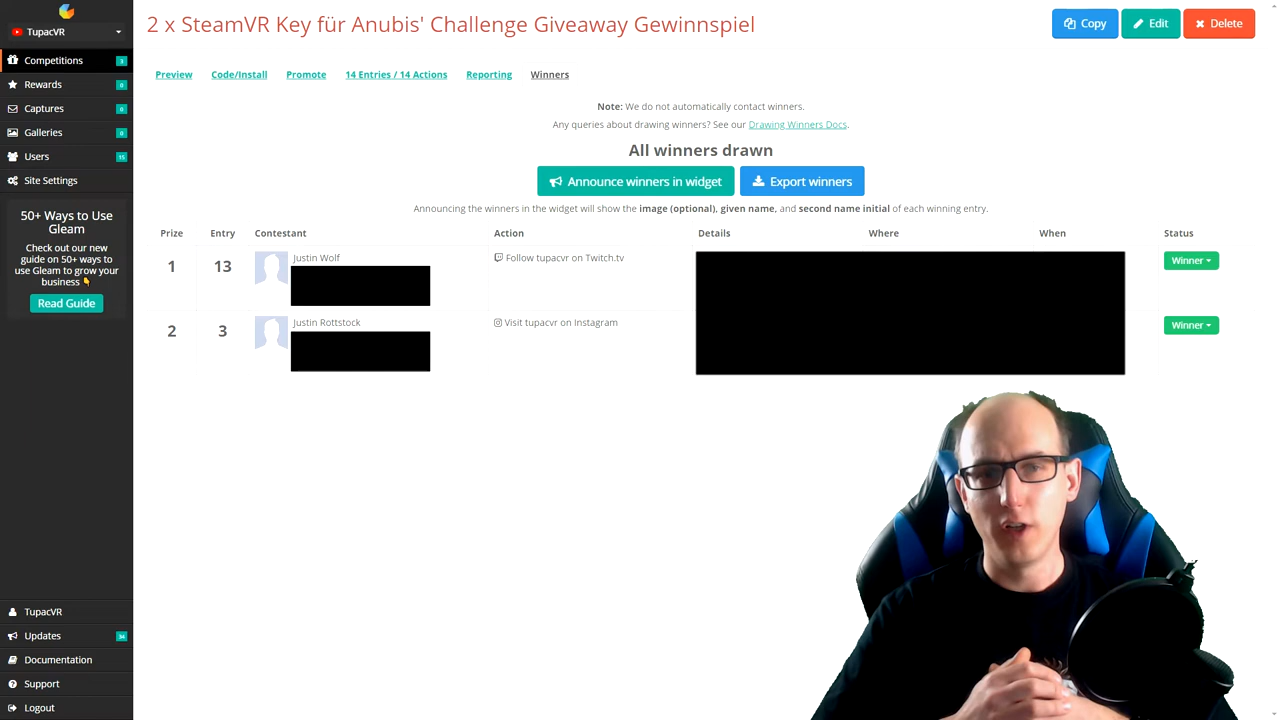 TupacVR
Competitions 3
Rewards 0
Captures 0
Galleries 0
Users 15
Site Settings
50+ Ways to Use
Gleam
Check out our new
guide on 50+ ways to
use Gleam to grow your
business 👇
Read Guide
TupacVR
Updates 34
Documentation
Support
Logout
2 x SteamVR Key für Anubis' Challenge Giveaway Gewinnspiel
Copy Edit Delete
Preview Code/Install Promote 14 Entries / 14 Actions Reporting Winners
Note: We do not automatically contact winners.
Any queries about drawing winners? See our Drawing Winners Docs.
All winners drawn
Announce winners in widget Export winners
Announcing the winners in the widget will show the image (optional), given name, and second name initial of each winning entry.
Prize Entry Contestant Action Details Where When Status
1 13 Justin Wolf Follow tupacvr on Twitch.tv Winner
2 3 Justin Rottstock Visit tupacvr on Instagram Winner